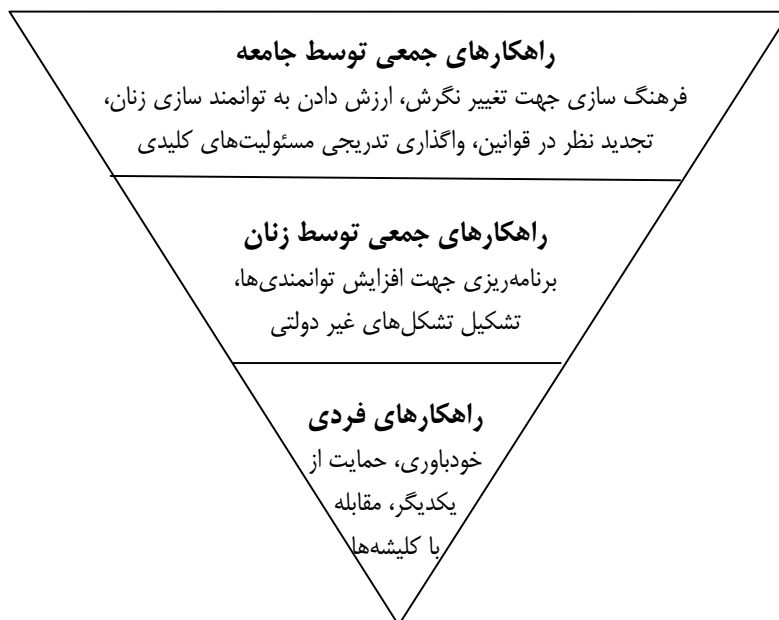 راهکارهای جمعی توسط جامعه
فرهنگ سازی جهت تغییر نگرش، ارزش دادن به توانمند سازی زنان،
تجدید نظر در قوانین، واگذاری تدریجی مسئولیت‌های کلیدی
راهکارهای جمعی توسط زنان
برنامه‌ریزی جهت افزایش توانمندی‌ها،
تشکیل تشکل‌های غیر دولتی
راهکارهای فردی
خودباوری، حمایت از
یکدیگر، مقابله
با کلیشه‌ها